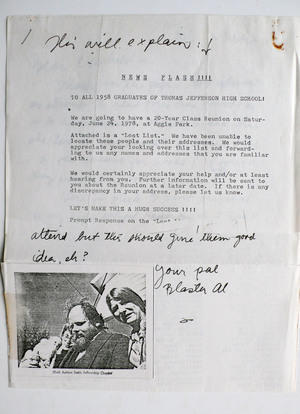 This will explain :
NEWS FLASH!!!!
TO ALL 1958 GRADUATES OF THOMAS JEFFERSON HIGH SCHOOL:
We are going to have a 20-Year Class Reunion on Satur-
day, June 24, 1978, at Aggie Park.
Attached is a "Lost List." We have been unable to
locate these people and their addresses. We would
appreciate your looking over this list and forward-
ing to us any names and addresses that you are familiar
with.
We would certainly appreciate your help and/or at least
hearing from you. Further information will be sent to
you about the Reunion at a later date. If there is any
discrepancy in your address, please let us know.
LET'S MAKE THIS A HUGE SUCCESS !!!!
Prompt Response on the "Lost
attend but this should give them good
idea, eh?
Your pal
Blaster Al